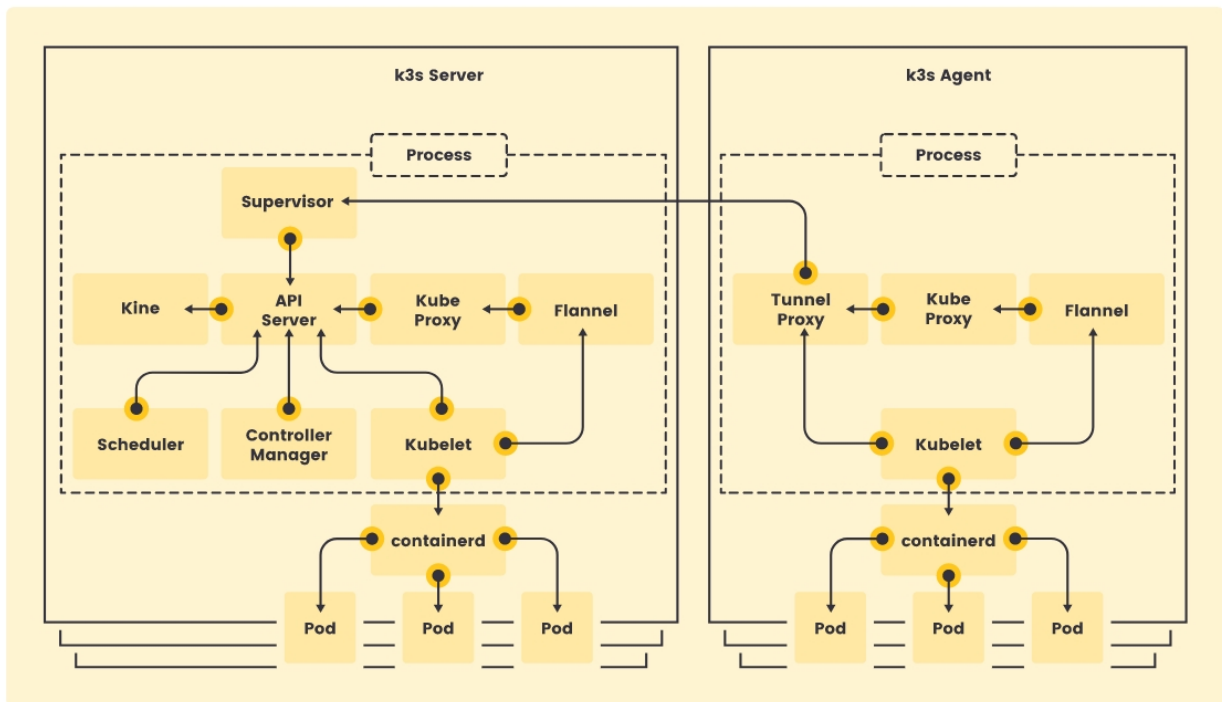 k3s Server
k3s Agent
Process
Process
Supervisor
Kine
API
Server
Kube
Proxy
Flannel
Tunnel
Proxy
Kube
Proxy
Flannel
Scheduler
Controller
Manager
Kubelet
Kubelet
containerd
containerd
Pod
Pod
Pod
Pod
Pod
Pod